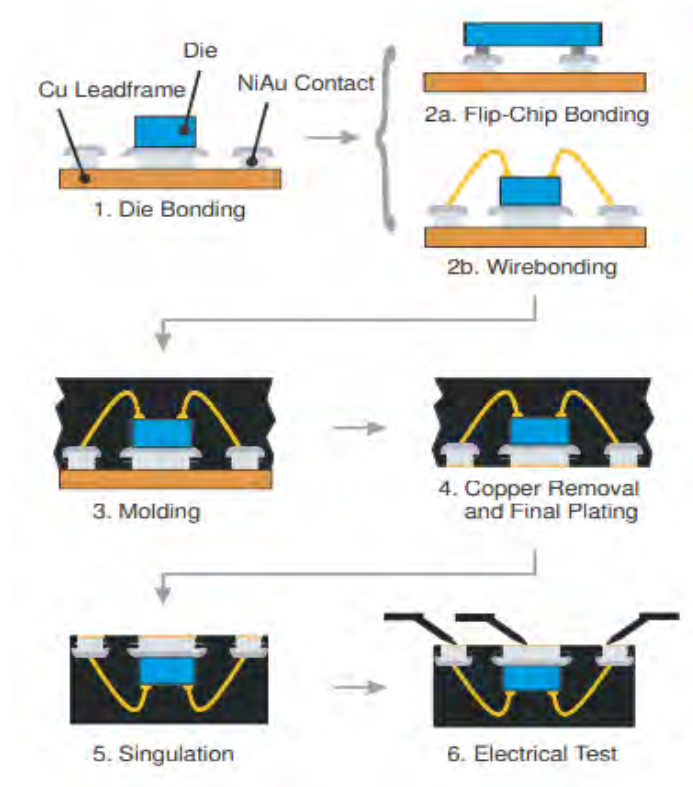 Die
Cu Leadframe
NiAu Contact
1. Die Bonding
2a. Flip-Chip Bonding
2b. Wirebonding
3. Molding
4. Copper Removal
and Final Plating
5. Singulation
6. Electrical Test